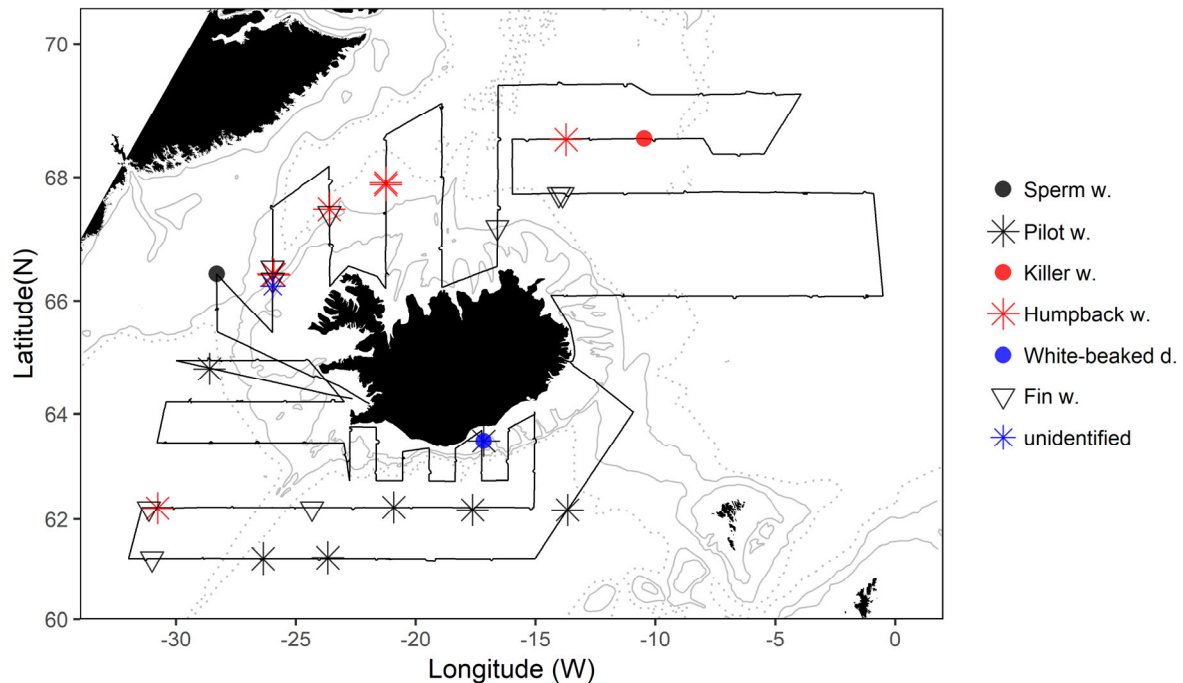 70
68
66
64
62
60
Latitude(N)
-30
-25
-20
-15
-10
-5
0
Longitude (W)
Sperm w.
Pilot w.
Killer w.
Humpback w.
White-beaked d.
Fin w.
unidentified